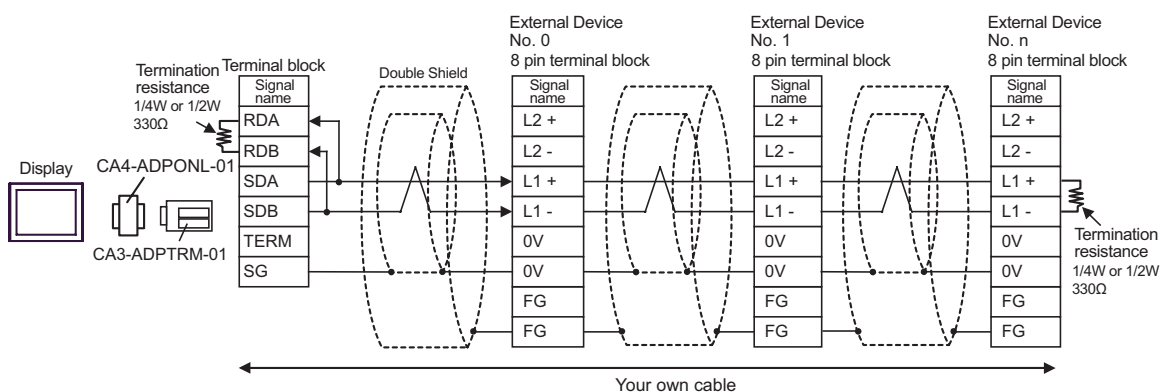 External Device
No. 0
8 pin terminal block
External Device
No. 1
8 pin terminal block
External Device
No. n
8 pin terminal block
Termination
resistance
1/4W or 1/2W
330Ω
Terminal block
Double Shield
Signal
name
RDA
RDB
SDA
SDB
TERM
SG
Display
CA4-ADPONL-01
CA3-ADPTRM-01
Signal
name
L2 +
L2 -
L1 +
L1 -
0V
0V
FG
FG
Signal
name
L2 +
L2 -
L1 +
L1 -
0V
0V
FG
FG
Signal
name
L2 +
L2 -
L1 +
L1 -
0V
0V
FG
FG
Termination
resistance
1/4W or 1/2W
330Ω
Your own cable